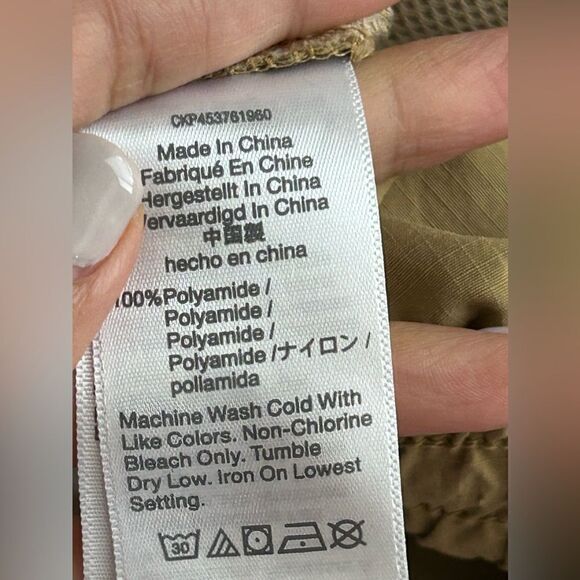 CKP453761960
Made In China
Fabriqué En Chine
Hergestellt In China
Vervaardigd In China
中国製
hecho en china
100%Polyamide /
Polyamide /
Polyamide /
Polyamide /ナイロン /
poliamida
Machine Wash Cold With
Like Colors. Non-Chlorine
Bleach Only. Tumble
Dry Low. Iron On Lowest
Setting.
30